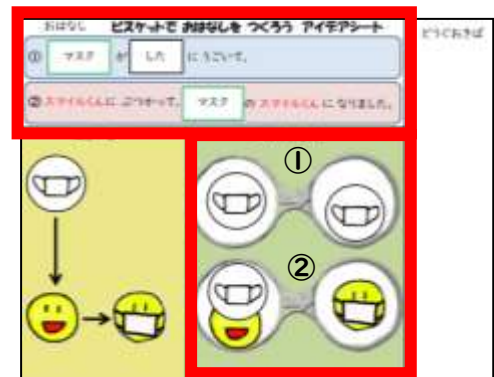 おはなし ビスケットで おはなしを つくろう アイデアシート どうぐおきば
① マスク が した に うごいて、
② スマイルくんに ぶつかって、 マスク の スマイルくん に なりました。
①
②